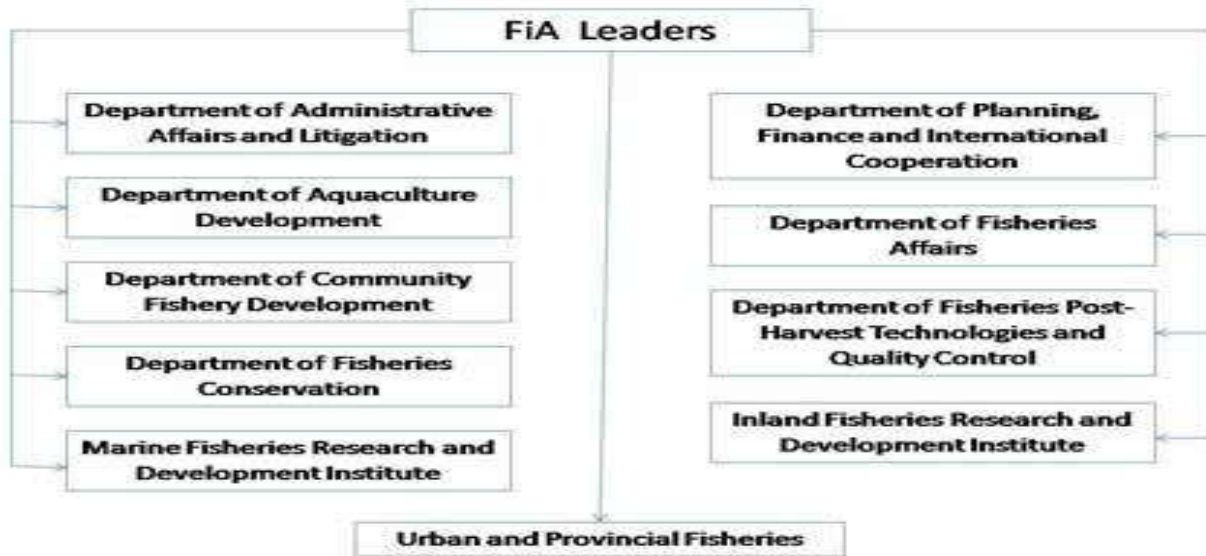 FiA Leaders
Department of Administrative
Affairs and Litigation
Department of Aquaculture
Development
Department of Community
Fishery Development
Department of Fisheries
Conservation
Marine Fisheries Research and
Development Institute
Department of Planning,
Finance and International
Cooperation
Department of Fisheries
Affairs
Department of Fisheries Post-
Harvest Technologies and
Quality Control
Inland Fisheries Research and
Development Institute
Urban and Provincial Fisheries